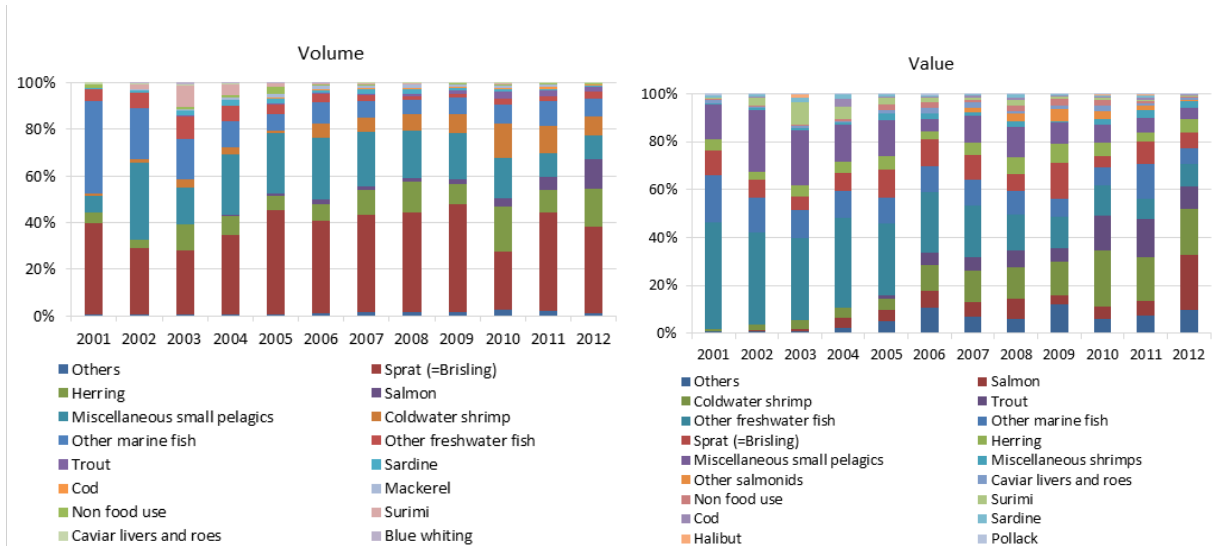 Volume
100%
80%
60%
40%
20%
0%
2001 2002 2003 2004 2005 2006 2007 2008 2009 2010 2011 2012
Others Sprat (=Brisling)
Herring Salmon
Miscellaneous small pelagics Coldwater shrimp
Other marine fish Other freshwater fish
Trout Sardine
Cod Mackerel
Non food use Surimi
Caviar livers and roes Blue whiting
Value
100%
80%
60%
40%
20%
0%
2001 2002 2003 2004 2005 2006 2007 2008 2009 2010 2011 2012
Others Salmon
Coldwater shrimp Trout
Other freshwater fish Other marine fish
Sprat (=Brisling) Herring
Miscellaneous small pelagics Miscellaneous shrimps
Other salmonids Caviar livers and roes
Non food use Surimi
Cod Sardine
Halibut Pollack